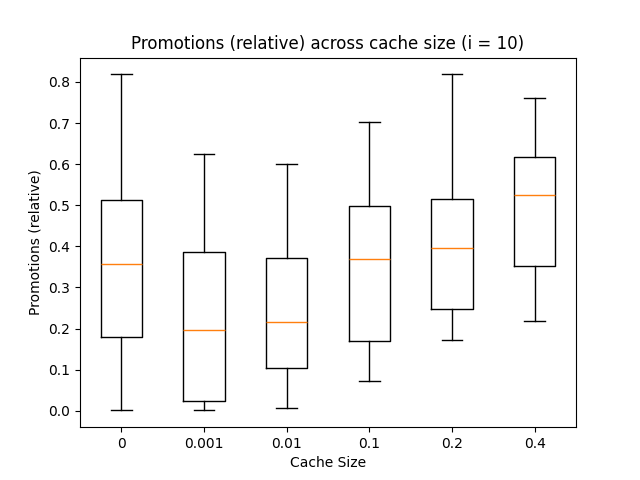 Promotions (relative) across cache size (i = 10)
Promotions (relative)
0.8
0.7
0.6
0.5
0.4
0.3
0.2
0.1
0.0
0 0.001 0.01 0.1 0.2 0.4
Cache Size